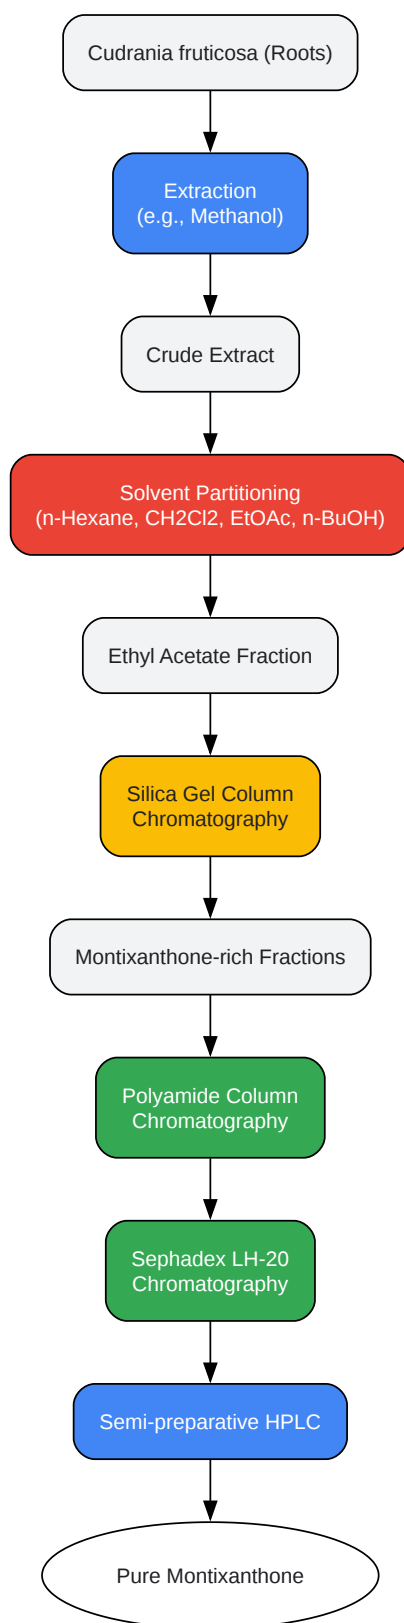 Cudrania fruticosa (Roots)
Extraction
(e.g., Methanol)
Crude Extract
Solvent Partitioning
(n-Hexane, CH2Cl2, EtOAc, n-BuOH)
Ethyl Acetate Fraction
Silica Gel Column
Chromatography
Montixanthone-rich Fractions
Polyamide Column
Chromatography
Sephadex LH-20
Chromatography
Semi-preparative HPLC
Pure Montixanthone